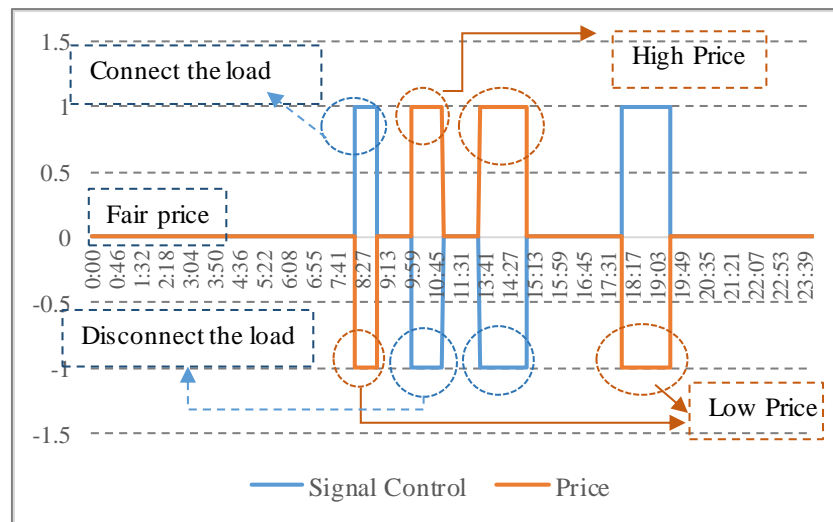 1.5
Connect the load
High Price
1
0.5
Fair price
0
0:00 0:46 1:32 2:18 3:04 3:50 4:36 5:22 6:08 6:55 7:41 8:27 9:13 9:59 10:45 11:31 13:41 14:27 15:13 15:59 16:45 17:31 18:17 19:03 19:49 20:35 21:21 22:07 22:53 23:39
-0.5
Disconnect the load
-1
Low Price
-1.5
Signal Control Price